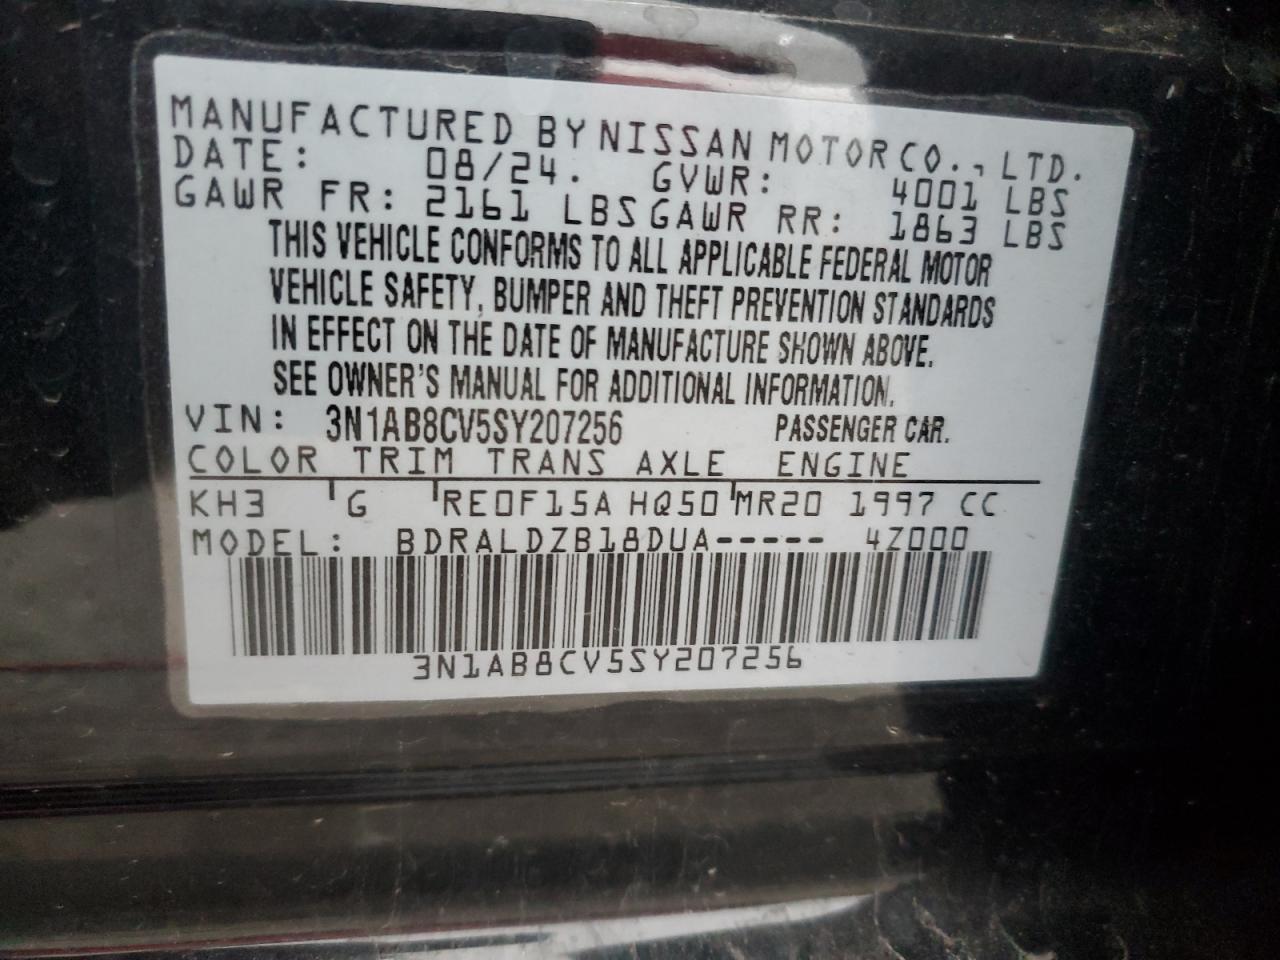 MANUFACTURED BY NISSAN MOTOR CO., LTD.
DATE: 08/24. GVWR: 4001 LBS
GAWR FR: 2161 LBS GAWR RR: 1863 LBS
THIS VEHICLE CONFORMS TO ALL APPLICABLE FEDERAL MOTOR
VEHICLE SAFETY, BUMPER AND THEFT PREVENTION STANDARDS
IN EFFECT ON THE DATE OF MANUFACTURE SHOWN ABOVE.
SEE OWNER'S MANUAL FOR ADDITIONAL INFORMATION.
VIN: 3N1AB8CV5SY207256 PASSENGER CAR.
COLOR TRIM TRANS AXLE ENGINE
KH3 G RE0F15A HQ50 MR20 1997 CC
MODEL: BDRALDZB18DUA----- 4Z000
3N1AB8CV5SY207256